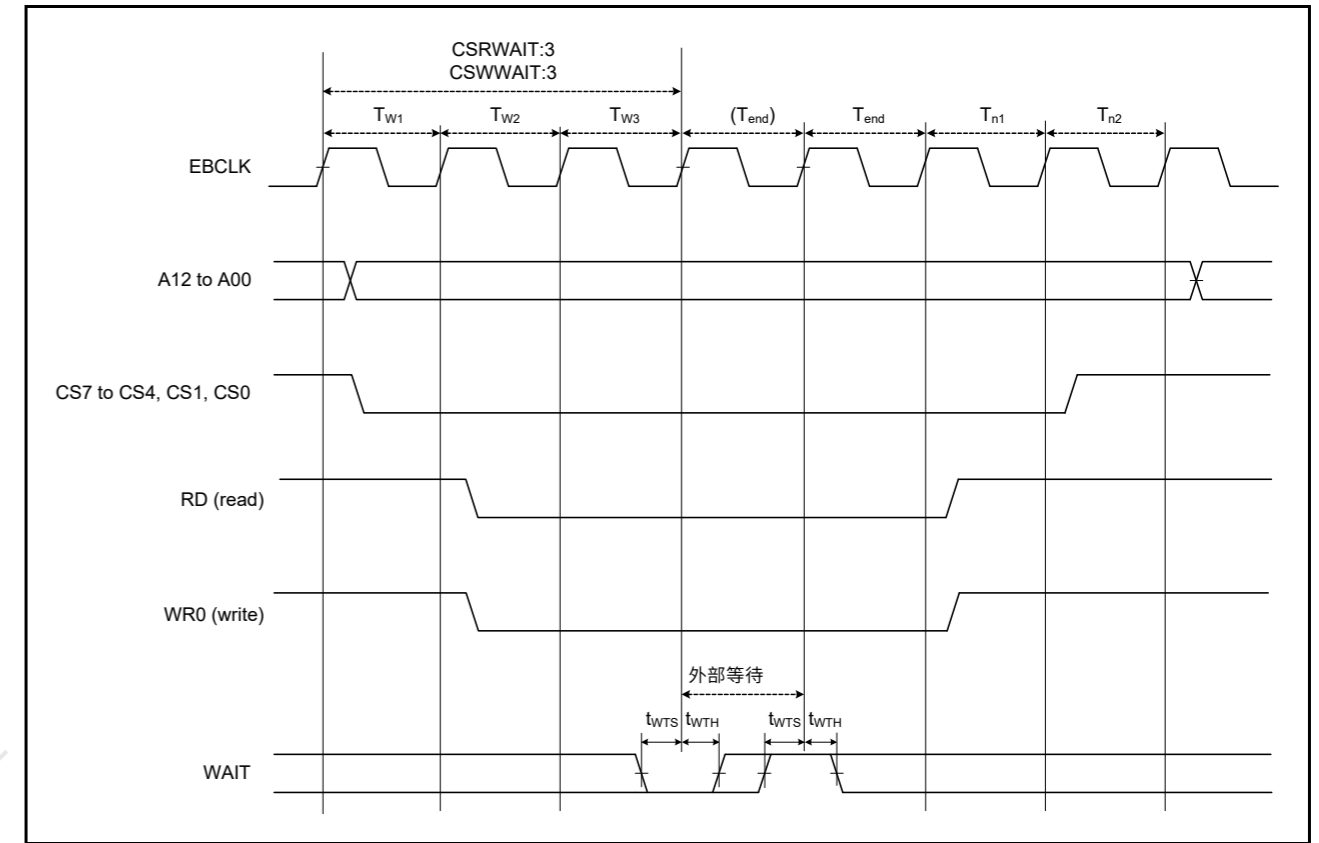 CSRWAIT:3
CSWWAIT:3
TW1 TW2 TW3 (Tend) Tend Tn1 Tn2
EBCLK
A12 to A00
CS7 to CS4, CS1, CS0
RD (read)
WR0 (write)
外部等待
tWTS tWTH tWTS tWTH
WAIT